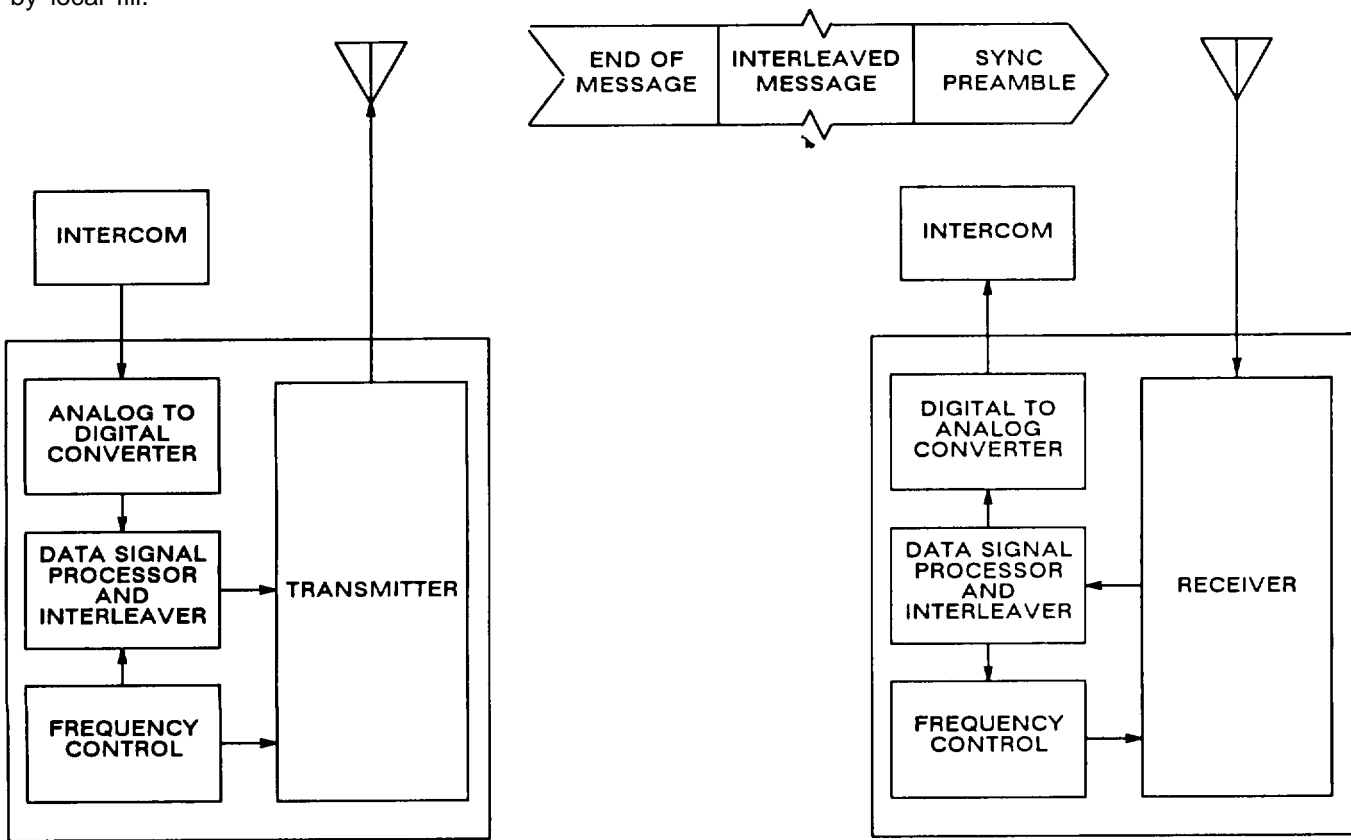 by local fill.
END OF
MESSAGE
INTERLEAVED
MESSAGE
SYNC
PREAMBLE
INTERCOM
ANALOG TO
DIGITAL
CONVERTER
DATA SIGNAL
PROCESSOR
AND
INTERLEAVER
FREQUENCY
CONTROL
TRANSMITTER
INTERCOM
DIGITAL TO
ANALOG
CONVERTER
DATA SIGNAL
PROCESSOR
AND
INTERLEAVER
FREQUENCY
CONTROL
RECEIVER